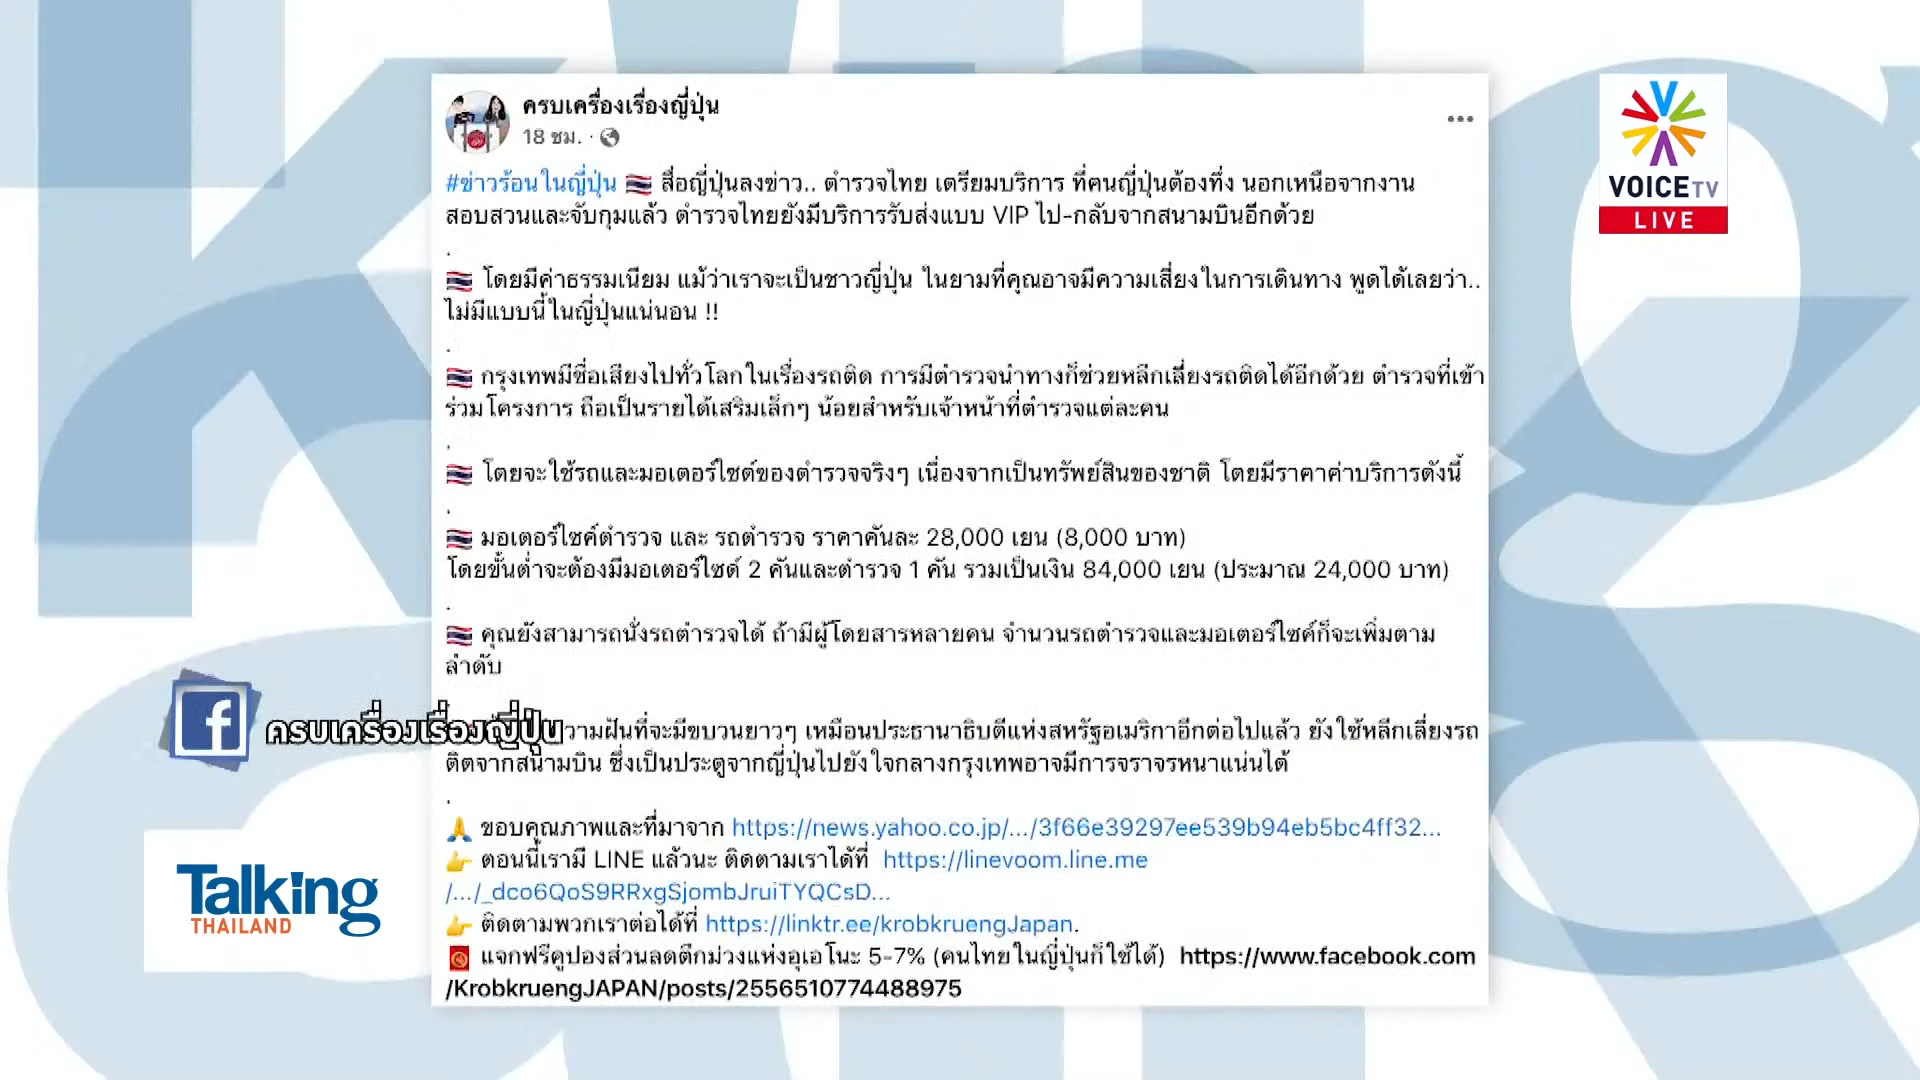 ครบเครื่องเรื่องญี่ปุ่น
18 ชม. ·
#ข่าวร้อนในญี่ปุ่น 🇹🇭 สื่อญี่ปุ่นลงข่าว.. ตำรวจไทย เตรียมบริการ ที่คนญี่ปุ่นต้องทึ่ง นอกเหนือจากงาน
สอบสวนและจับกุมแล้ว ตำรวจไทยยังมีบริการรับส่งแบบ VIP ไป-กลับจากสนามบินอีกด้วย
.
🇹🇭 โดยมีค่าธรรมเนียม แม้ว่าเราจะเป็นชาวญี่ปุ่น ในยามที่คุณอาจมีความเสี่ยงในการเดินทาง พูดได้เลยว่า..
ไม่มีแบบนี้ในญี่ปุ่นแน่นอน !!
.
🇹🇭 กรุงเทพมีชื่อเสียงไปทั่วโลกในเรื่องรถติด การมีตำรวจนำทางก็ช่วยหลีกเลี่ยงรถติดได้อีกด้วย ตำรวจที่เข้า
ร่วมโครงการ ถือเป็นรายได้เสริมเล็กๆ น้อยสำหรับเจ้าหน้าที่ตำรวจแต่ละคน
.
🇹🇭 โดยจะใช้รถและมอเตอร์ไซต์ของตำรวจจริงๆ เนื่องจากเป็นทรัพย์สินของชาติ โดยมีราคาค่าบริการดังนี้
.
🇹🇭 มอเตอร์ไซค์ตำรวจ และ รถตำรวจ ราคาคันละ 28,000 เยน (8,000 บาท)
โดยขั้นต่ำจะต้องมีมอเตอร์ไซด์ 2 คันและตำรวจ 1 คัน รวมเป็นเงิน 84,000 เยน (ประมาณ 24,000 บาท)
.
🇹🇭 คุณยังสามารถนั่งรถตำรวจได้ ถ้ามีผู้โดยสารหลายคน จำนวนรถตำรวจและมอเตอร์ไซค์ก็จะเพิ่มตาม
ลำดับ
.
วามฝันที่จะมีขบวนยาวๆ เหมือนประธานาธิบดีแห่งสหรัฐอเมริกาอีกต่อไปแล้ว ยังใช้หลีกเลี่ยงรถ
ติดจากสนามบิน ซึ่งเป็นประตูจากญี่ปุ่นไปยังใจกลางกรุงเทพอาจมีการจราจรหนาแน่นได้
.
🙏 ขอบคุณภาพและที่มาจาก https://news.yahoo.co.jp/.../3f66e39297ee539b94eb5bc4ff32...
👉 ตอนนี้เรามี LINE แล้วนะ ติดตามเราได้ที่ https://linevoom.line.me
/.../_dco6QoS9RRxgSjombJruiTYQCsD...
👉 ติดตามพวกเราต่อได้ที่ https://linktr.ee/krobkruengJapan.
🧧 แจกฟรีคูปองส่วนลดตึกม่วงแห่งอุเอโนะ 5-7% (คนไทยในญี่ปุ่นก็ใช้ได้) https://www.facebook.com
/KrobkruengJAPAN/posts/2556510774488975
f ครบเครื่องเรื่องญี่ปุ่น
Talking
THAILAND
VOICE TV
LIVE